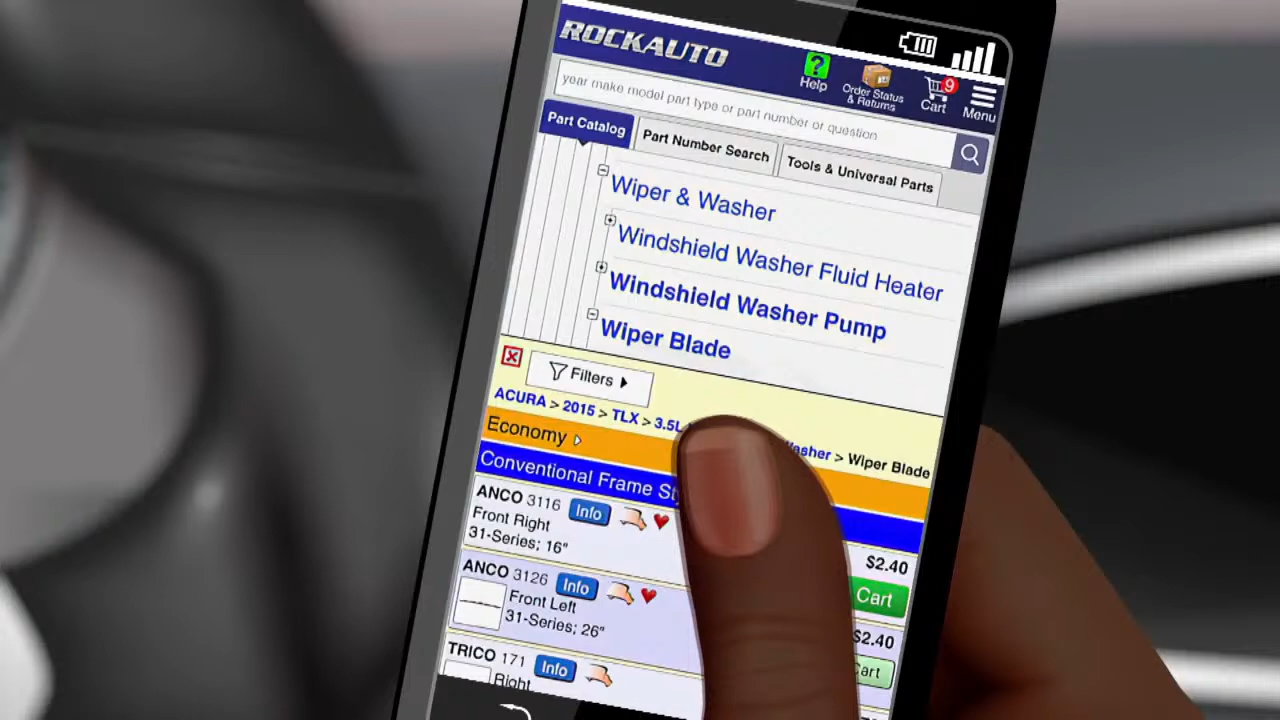 ROCKAUTO
?
Help
Order Status
& Returns
9
Cart
Menu
year make model part type or part number or question
Part Catalog
Part Number Search
Tools & Universal Parts
Wiper & Washer
Windshield Washer Fluid Heater
Windshield Washer Pump
Wiper Blade
Filters
ACURA > 2015 > TLX > 3.5L > Wiper Blade
Economy
Conventional Frame
ANCO 3116 Info
Front Right
31-Series; 16"
$2.40
Cart
ANCO 3126 Info
Front Left
31-Series; 26"
$2.40
TRICO 171 Info
Right